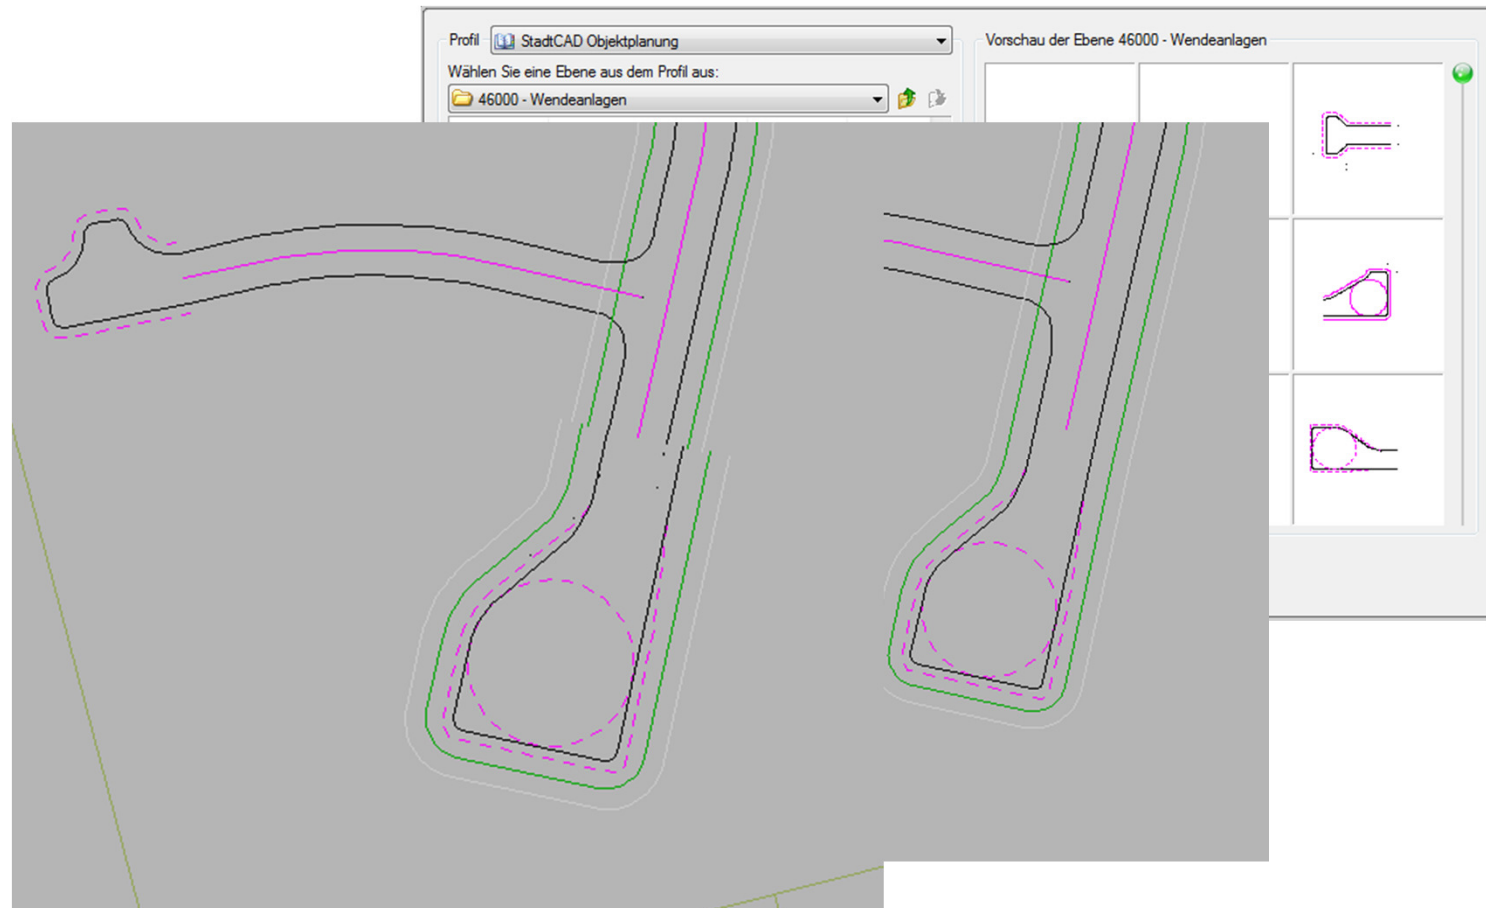 Profil
StadtCAD Objektplanung
Wählen Sie eine Ebene aus dem Profil aus:
46000 - Wendeanlagen
Vorschau der Ebene 46000 - Wendeanlagen